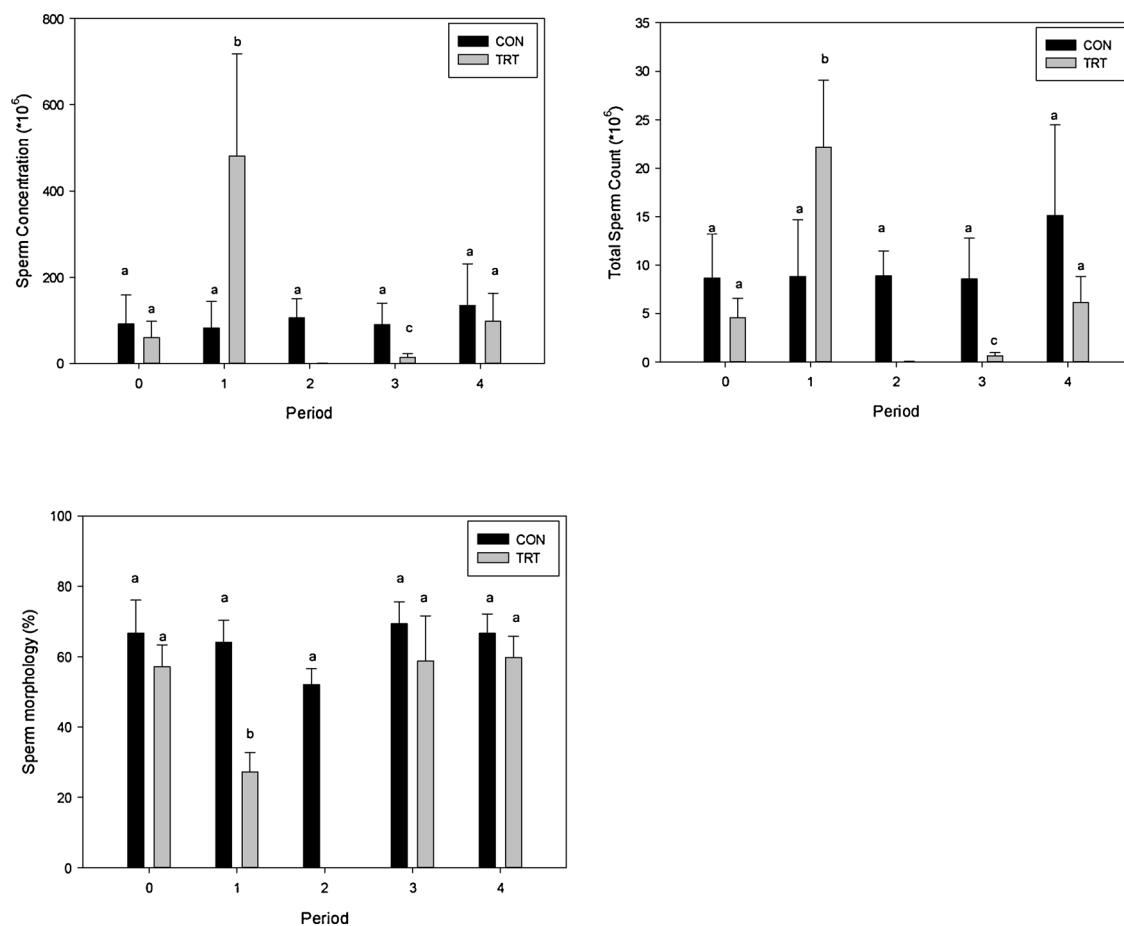 Sperm Concentration (*10⁶)
800
600
400
200
0
CON
TRT
a
a
a
b
a
a
c
a
a
0 1 2 3 4
Period
Total Sperm Count (*10⁶)
35
30
25
20
15
10
5
0
CON
TRT
a
a
a
b
a
a
c
a
a
0 1 2 3 4
Period
Sperm morphology (%)
100
80
60
40
20
0
CON
TRT
a
a
a
b
a
a
a
a
a
0 1 2 3 4
Period